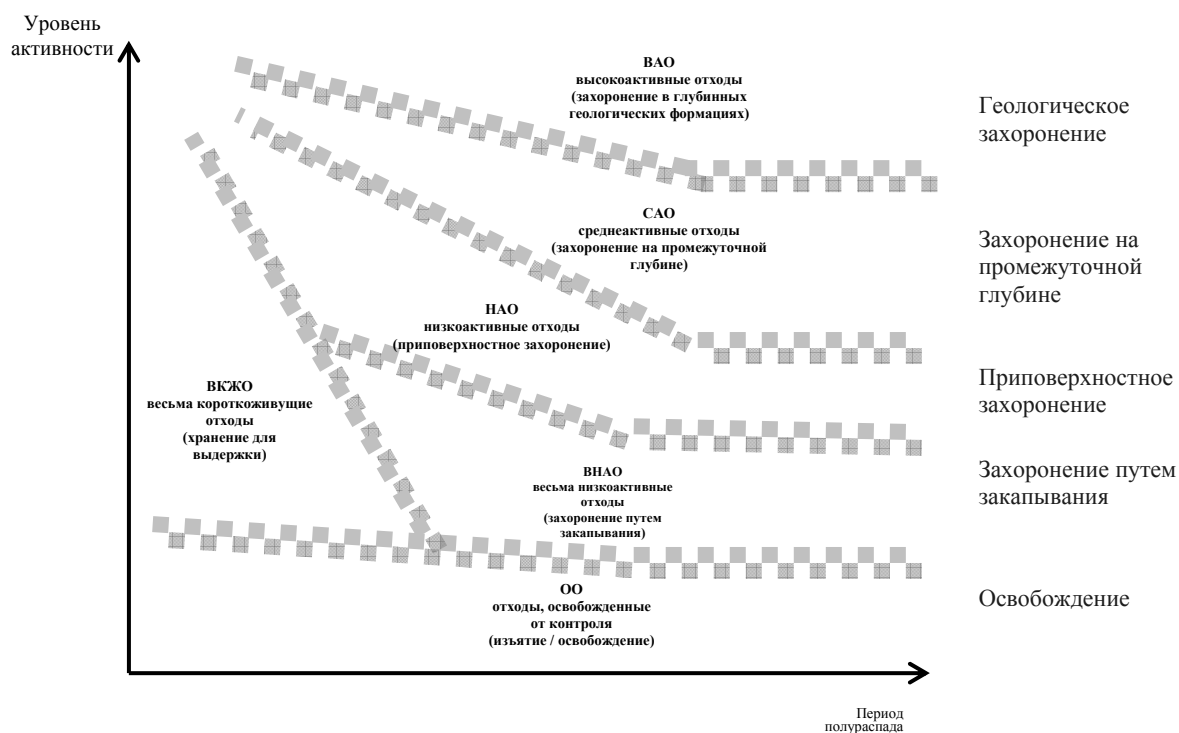 Уровень
активности
ВАО
высокоактивные отходы
(захоронение в глубинных
геологических формациях)
Геологическое
захоронение
САО
среднеактивные отходы
(захоронение на промежуточной
глубине)
Захоронение на
промежуточной
глубине
НАО
низкоактивные отходы
(приповерхностное захоронение)
Приповерхностное
захоронение
ВКЖО
весьма короткоживущие
отходы
(хранение для
выдержки)
ВНАО
весьма низкоактивные
отходы
(захоронение путем
закапывания)
Захоронение путем
закапывания
ОО
отходы, освобожденные
от контроля
(изъятие / освобождение)
Освобождение
Период
полураспада